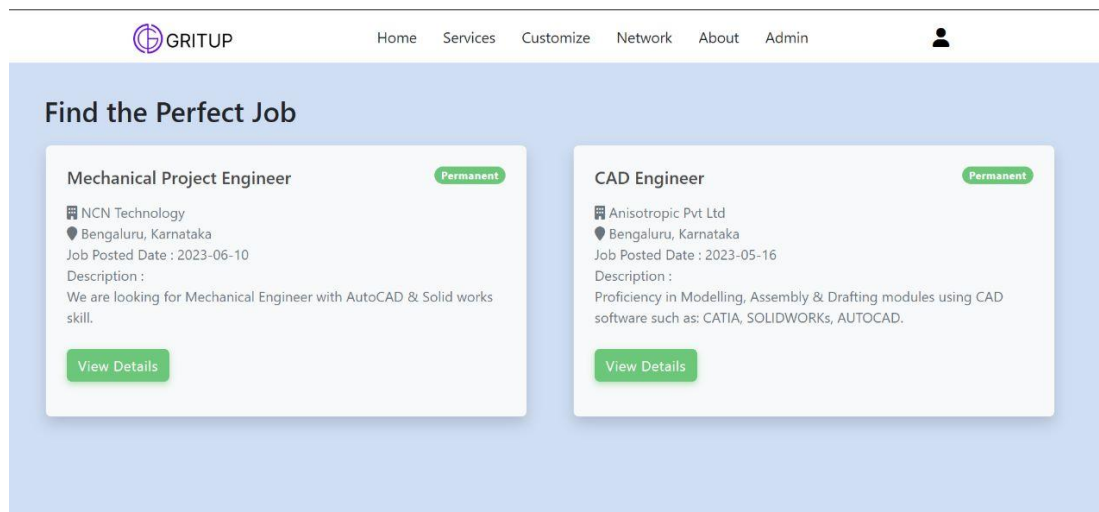 GRITUP Home Services Customize Network About Admin
Find the Perfect Job
Mechanical Project Engineer Permanent
NCN Technology
Bengaluru, Karnataka
Job Posted Date : 2023-06-10
Description :
We are looking for Mechanical Engineer with AutoCAD & Solid works
skill.
View Details
CAD Engineer Permanent
Anisotropic Pvt Ltd
Bengaluru, Karnataka
Job Posted Date : 2023-05-16
Description :
Proficiency in Modelling, Assembly & Drafting modules using CAD
software such as: CATIA, SOLIDWORKs, AUTOCAD.
View Details